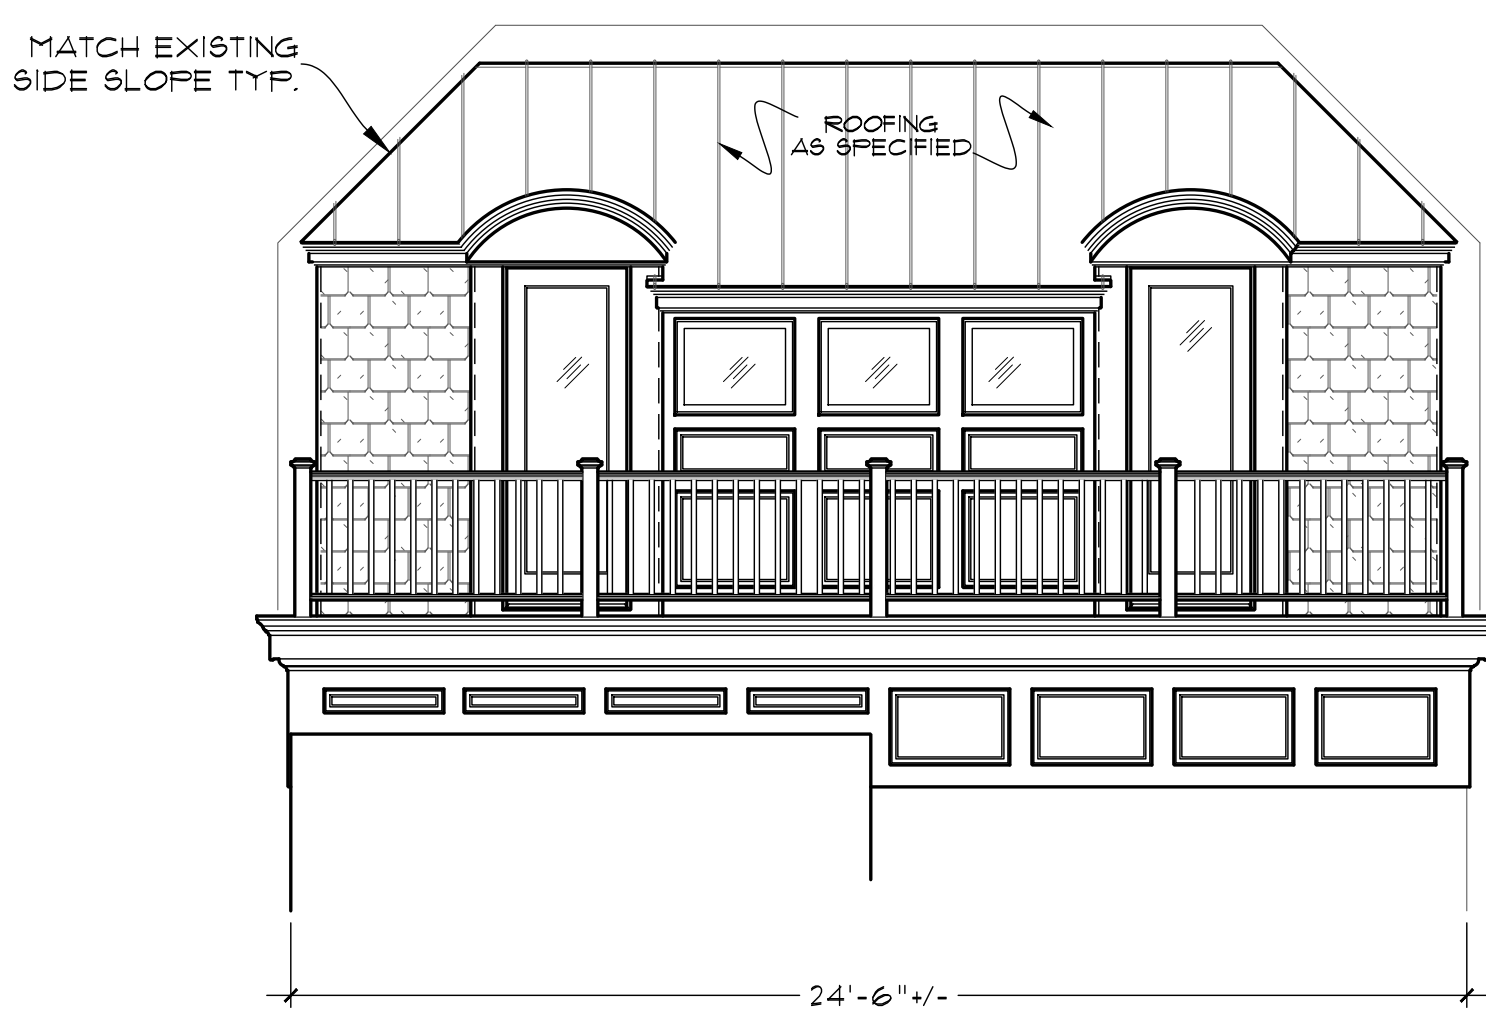 MATCH EXISTING
SIDE SLOPE TYP.
ROOFING
AS SPECIFIED
24'-6"+/-